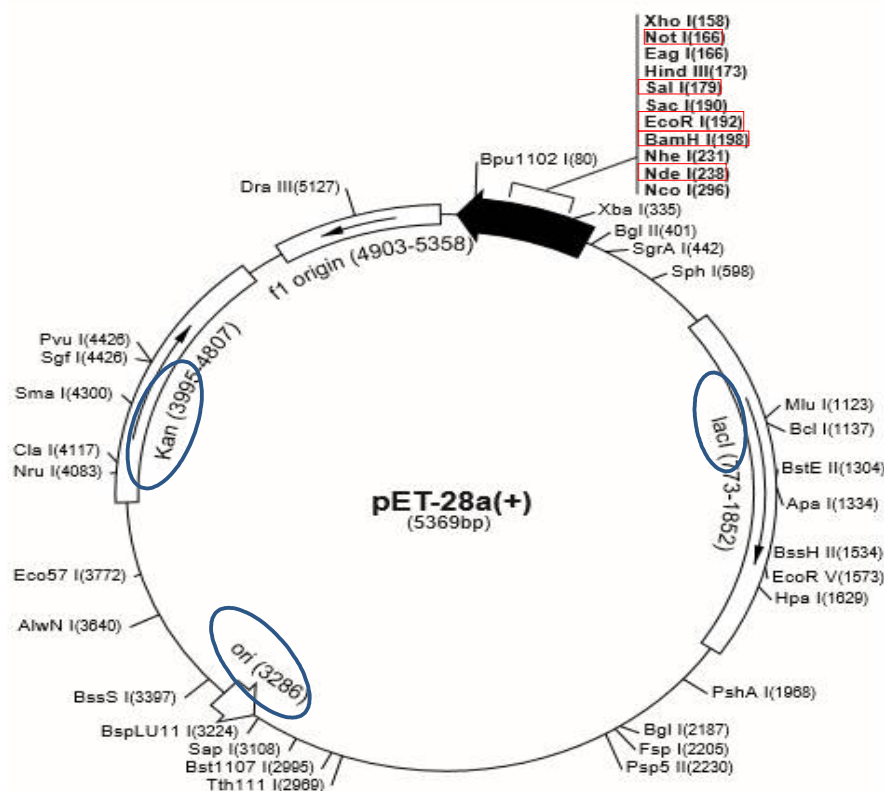 Xho I(158)
Not I(166)
Eag I(166)
Hind III(173)
Sal I(179)
Sac I(190)
EcoR I(192)
BamH I(198)
Nhe I(231)
Nde I(238)
Nco I(296)
Bpu1102 I(80)
Dra III(5127)
Xba I(335)
Bgl II(401)
SgrA I(442)
Sph I(598)
f1 origin (4903-5358)
Pvu I(4426)
Sgf I(4426)
Sma I(4300)
Kan (3995-4807)
Cla I(4117)
Nru I(4083)
lacI (773-1852)
Mlu I(1123)
Bcl I(1137)
BstE II(1304)
Apa I(1334)
BssH II(1534)
EcoR V(1573)
Hpa I(1629)
pET-28a(+)
(5369bp)
Eco57 I(3772)
AlwN I(3640)
ori (3286)
BssS I(3397)
PshA I(1968)
BspLU11 I(3224)
Sap I(3108)
Bst1107 I(2995)
Tth111 I(2969)
Bgl I(2187)
Fsp I(2205)
Psp5 II(2230)